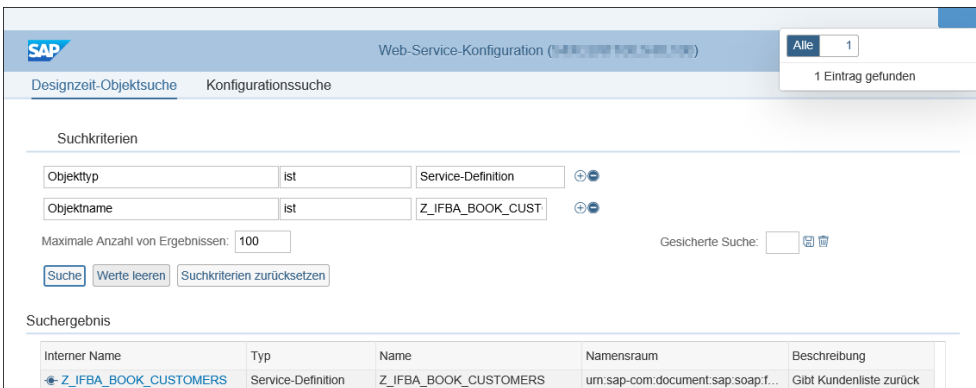 SAP
Web-Service-Konfiguration ( )
Alle 1
1 Eintrag gefunden
Designzeit-Objektsuche Konfigurationssuche
Suchkriterien
Objekttyp ist Service-Definition
Objektname ist Z_IFBA_BOOK_CUST
Maximale Anzahl von Ergebnissen: 100 Gesicherte Suche:
Suche Werte leeren Suchkriterien zurücksetzen
Suchergebnis
Interner Name Typ Name Namensraum Beschreibung
Z_IFBA_BOOK_CUSTOMERS Service-Definition Z_IFBA_BOOK_CUSTOMERS urn:sap-com:document:sap:soap:f... Gibt Kundenliste zurück